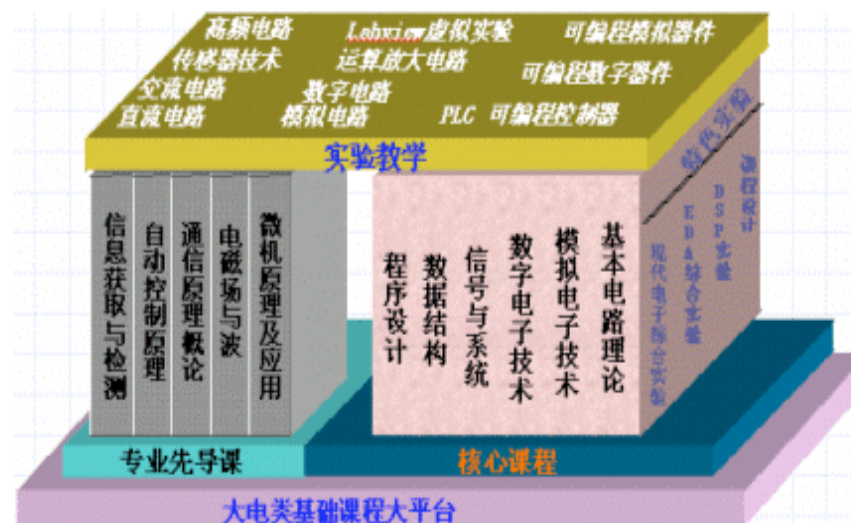 高频电路 Labview虚拟实验 可编程模拟器件
传感器技术 运算放大电路 可编程数字器件
交流电路 数字电路
直流电路 模拟电路 PLC 可编程控制器
实验教学
特色实验
信息获取与检测
自动控制原理
通信原理概论
电磁场与波
微机原理及应用
程序设计
数据结构
信号与系统
数字电子技术
模拟电子技术
基本电路理论
现代电子综合实验
EDA综合实验
DSP实验
课程设计
专业先导课
核心课程
大电类基础课程大平台